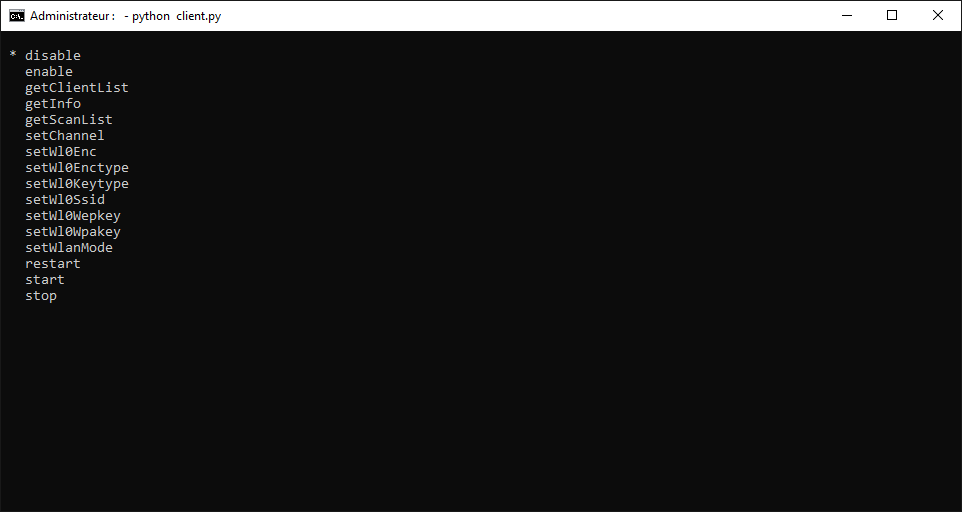 Administrateur: - python client.py
* disable
enable
getClientList
getInfo
getScanList
setChannel
setWl0Enc
setWl0Enctype
setWl0Keytype
setWl0Ssid
setWl0Wepkey
setWl0Wpakey
setWlanMode
restart
start
stop